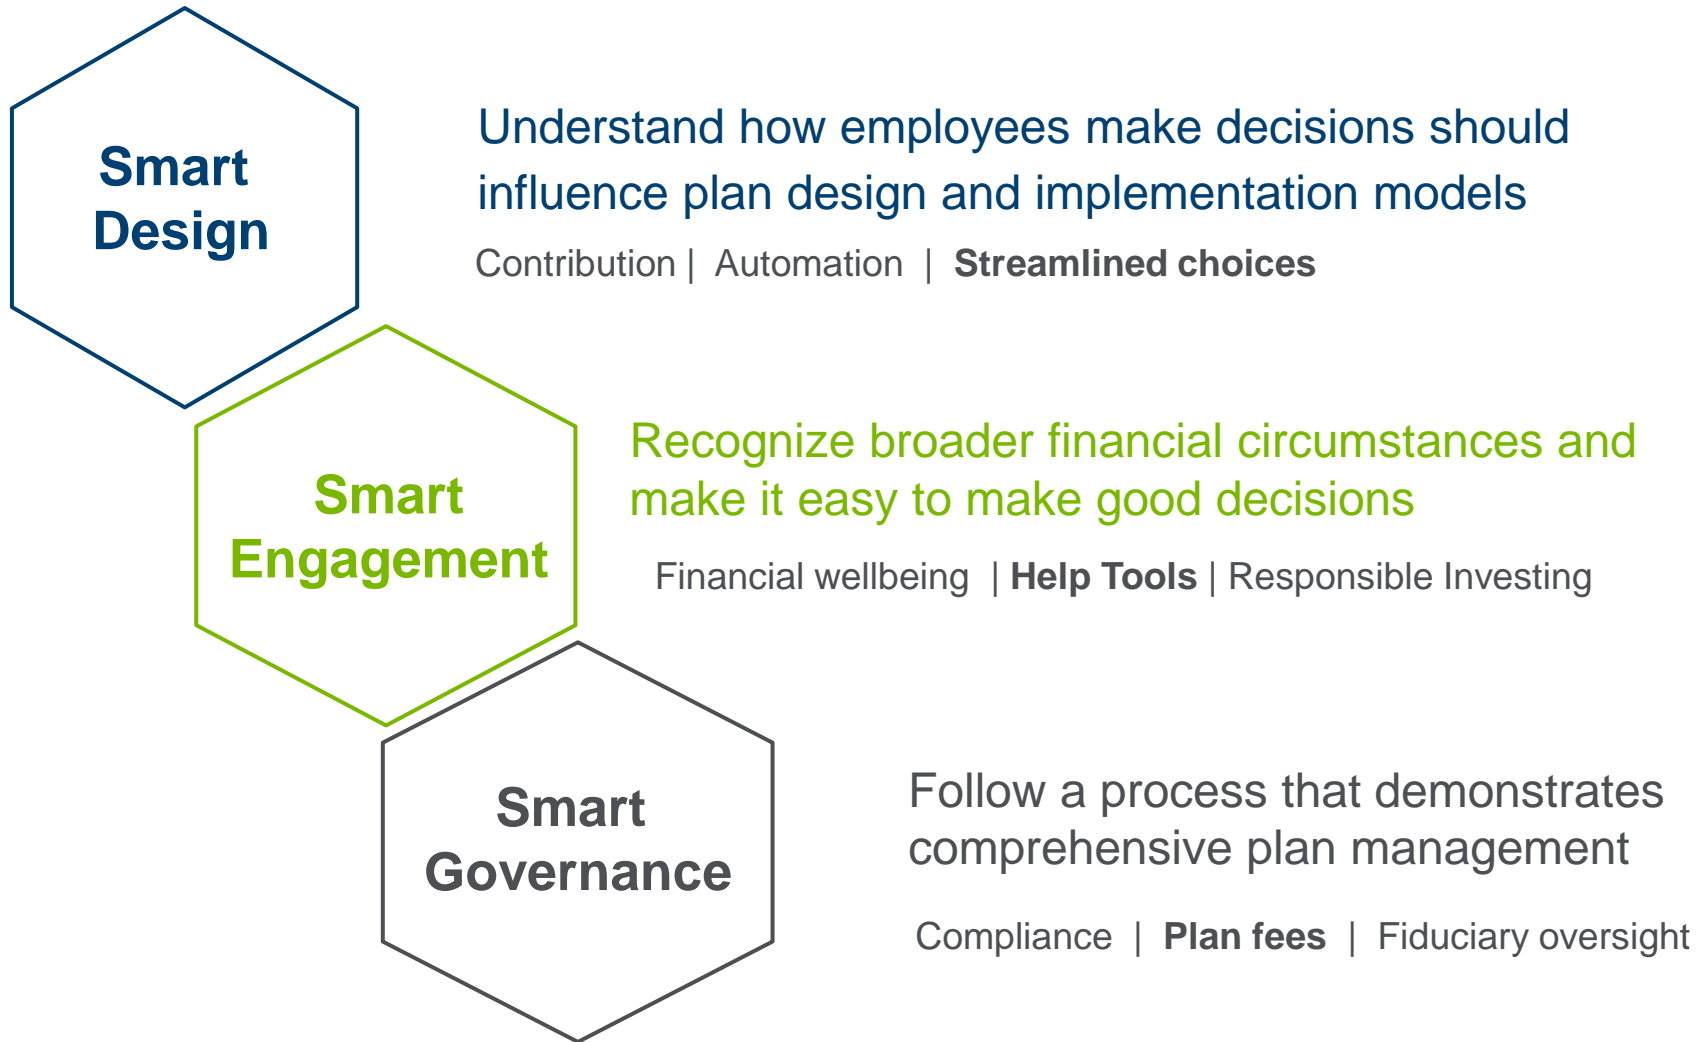 Smart
Design
Understand how employees make decisions should
influence plan design and implementation models
Contribution | Automation | Streamlined choices
Smart
Engagement
Recognize broader financial circumstances and
make it easy to make good decisions
Financial wellbeing | Help Tools | Responsible Investing
Smart
Governance
Follow a process that demonstrates
comprehensive plan management
Compliance | Plan fees | Fiduciary oversight